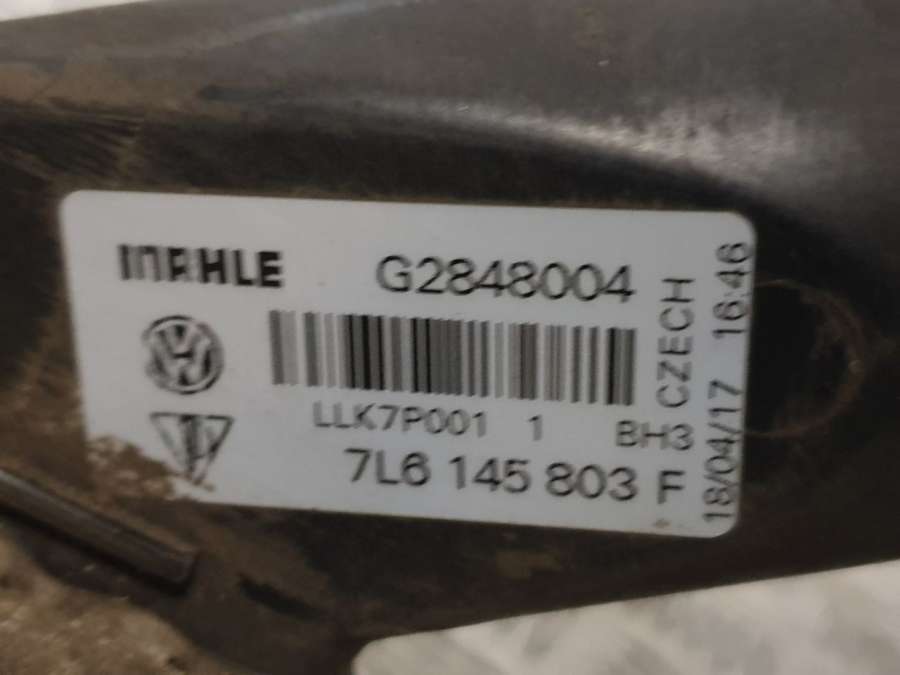 MAHLE
G2848004
LLK7P001 1 BH3
7L6 145 803 F
CZECH
18/04/17 16:46